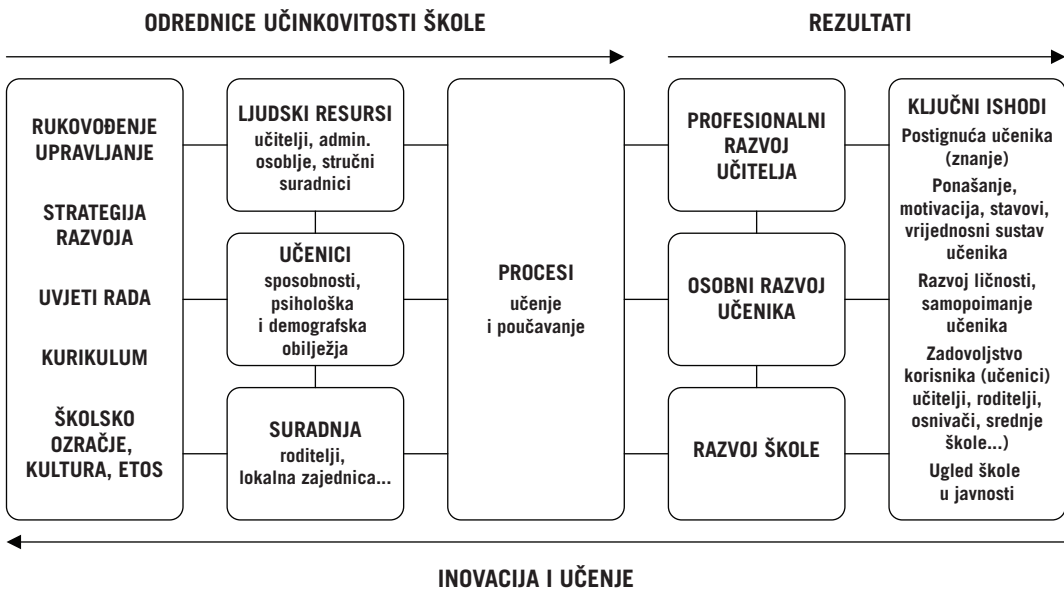 ODREDNICE UČINKOVITOSTI ŠKOLE
REZULTATI
RUKOVOĐENJE
UPRAVLJANJE
STRATEGIJA
RAZVOJA
UVJETI RADA
KURIKULUM
ŠKOLSKO
OZRAČJE,
KULTURA, ETOS
LJUDSKI RESURSI
učitelji, admin.
osoblje, stručni
suradnici
UČENICI
sposobnosti,
psihološka
i demografska
obilježja
SURADNJA
roditelji,
lokalna zajednica...
PROCESI
učenje
i poučavanje
PROFESIONALNI
RAZVOJ
UČITELJA
OSOBNI RAZVOJ
UČENIKA
RAZVOJ ŠKOLE
KLJUČNI ISHODI
Postignuća učenika
(znanje)
Ponašanje,
motivacija, stavovi,
vrijednosni sustav
učenika
Razvoj ličnosti,
samopoimanje
učenika
Zadovoljstvo
korisnika (učenici)
učitelji, roditelji,
osnivači, srednje
škole...)
Ugled škole
u javnosti
INOVACIJA I UČENJE